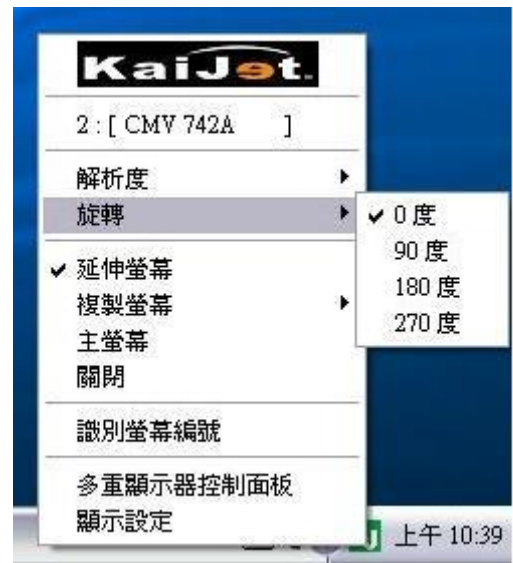 KaiJet.
2 : [ CMV 742A ]
解析度
旋轉
0 度
90 度
180 度
270 度
延伸螢幕
複製螢幕
主螢幕
關閉
識別螢幕編號
多重顯示器控制面板
顯示設定
上午 10:39